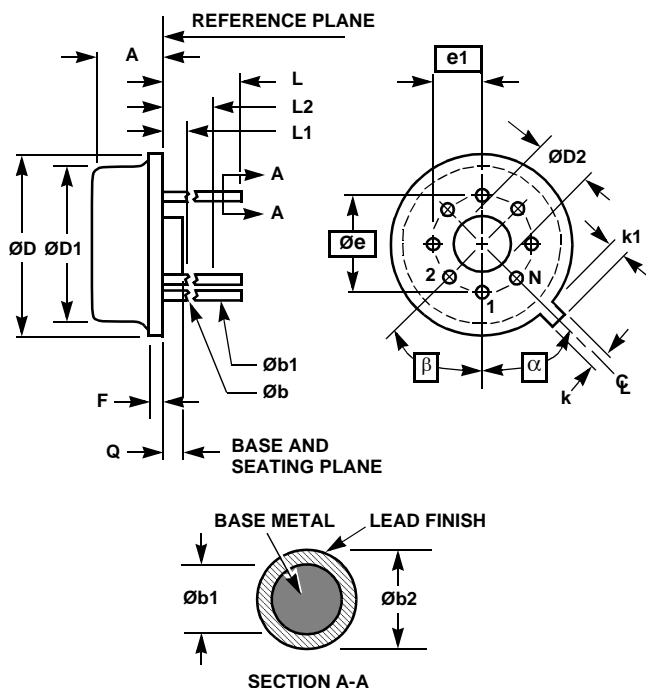 REFERENCE PLANE
A
e1
L
L2
L1
ØD2
A
A
k1
ØD
ØD1
Øe
2
N
1
Øb1
Øb
β
α
k
C
L
F
Q
BASE AND
SEATING PLANE
BASE METAL
LEAD FINISH
Øb1
Øb2
SECTION A-A